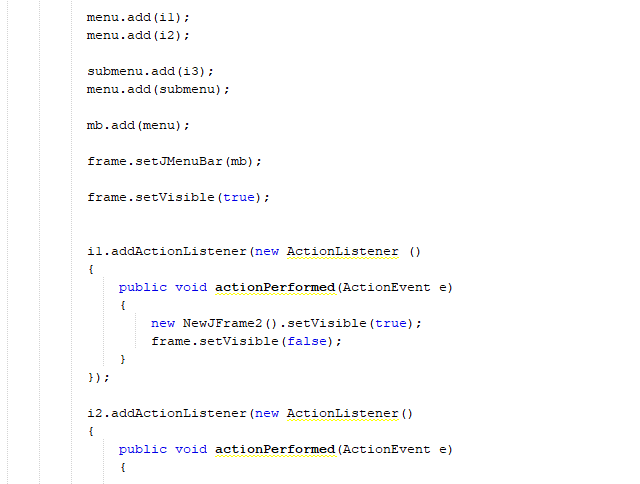 menu.add(i1);
menu.add(i2);
submenu.add(i3);
menu.add(submenu);
mb.add(menu);
frame.setJMenuBar(mb);
frame.setVisible(true);
i1.addActionListener(new ActionListener ()
{
public void actionPerformed(ActionEvent e)
{
new NewJFrame2().setVisible(true);
frame.setVisible(false);
}
});
i2.addActionListener(new ActionListener()
{
public void actionPerformed(ActionEvent e)
{